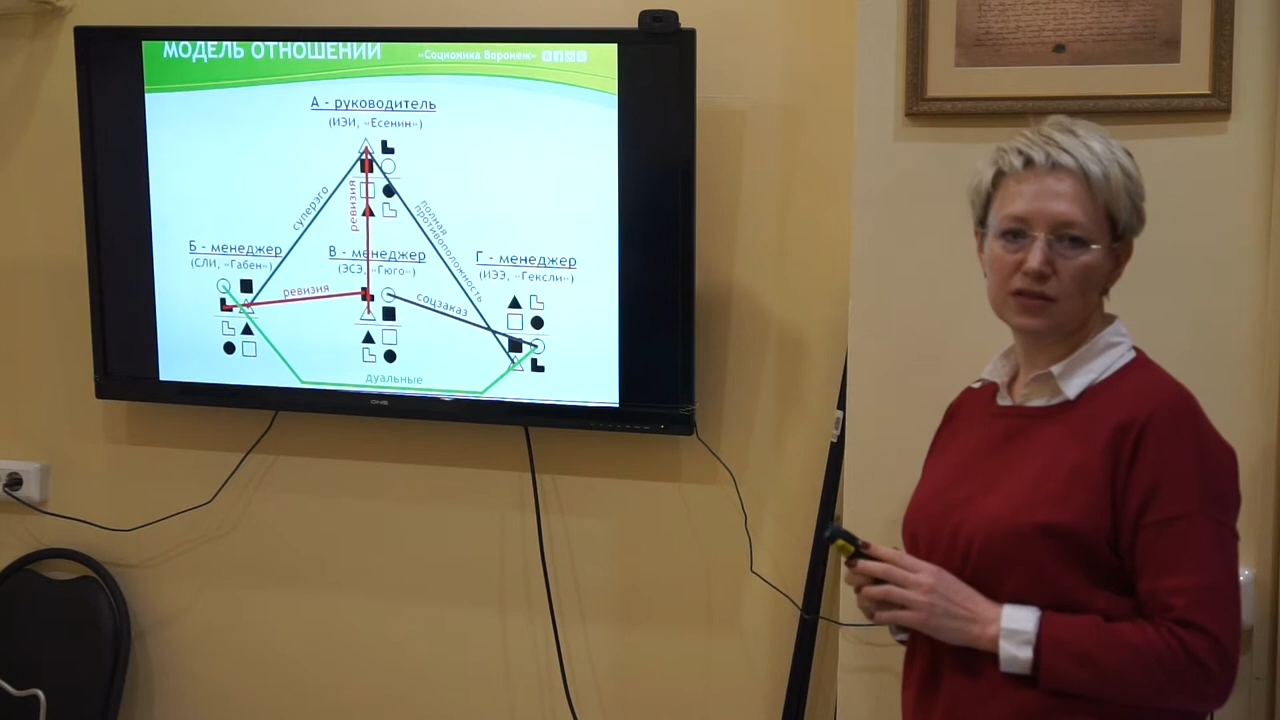 МОДЕЛЬ ОТНОШЕНИЙ
«Соционика Воронеж»
А - руководитель
(ИЭИ, «Есенин»)
суперэго
ревизия
полная
противоположность
Б - менеджер
(СЛИ, «Габен»)
В - менеджер
(ЭСЭ, «Гюго»)
Г - менеджер
(ИЭЭ, «Гексли»)
ревизия
соцзаказ
дуальные